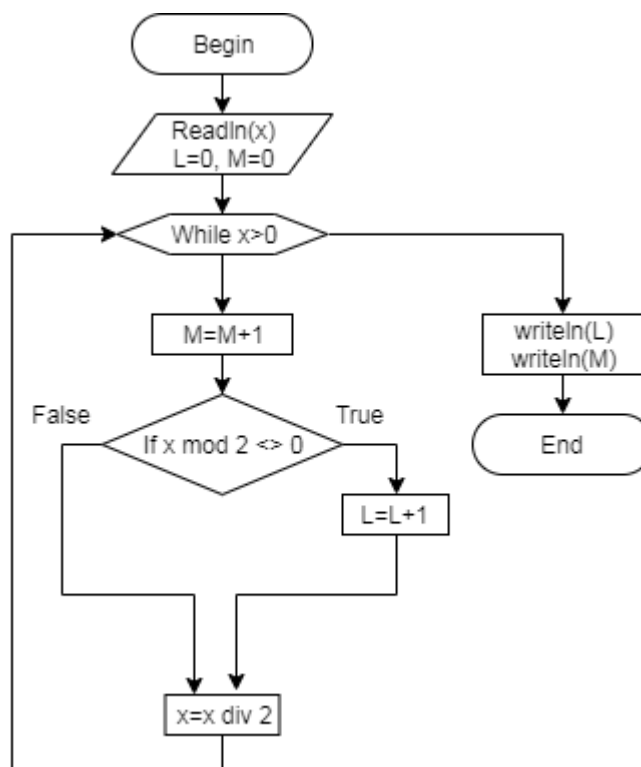 Begin
Readln(x)
L=0, M=0
While x>0
M=M+1
writeln(L)
writeln(M)
False
True
If x mod 2 <> 0
End
L=L+1
x=x div 2